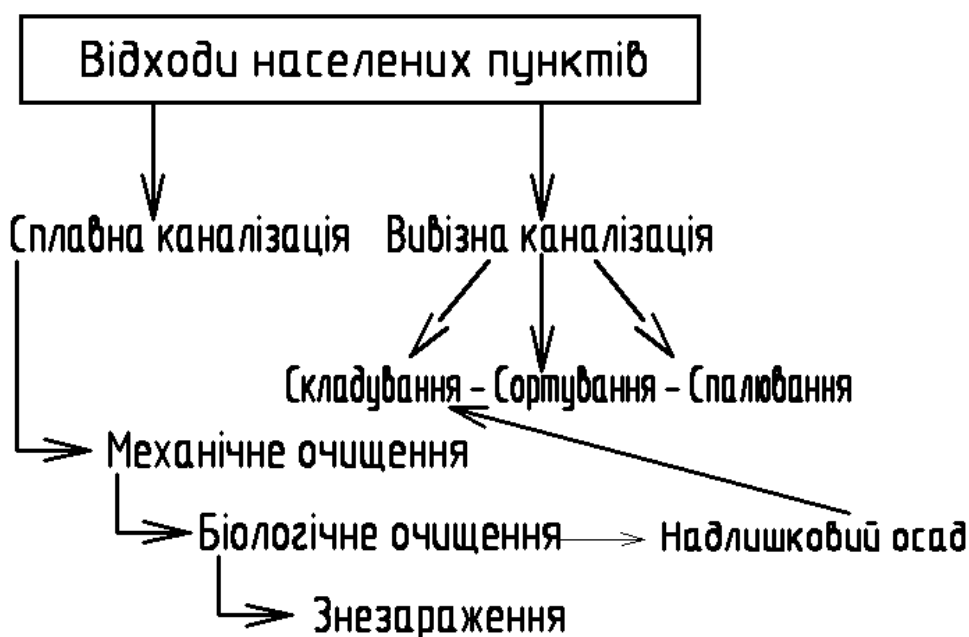 Відходи населених пунктів
Сплавна каналізація Вивізна каналізація
Складування – Сортування – Спалювання
Механічне очищення
Біологічне очищення Надлишковий осад
Знезараження